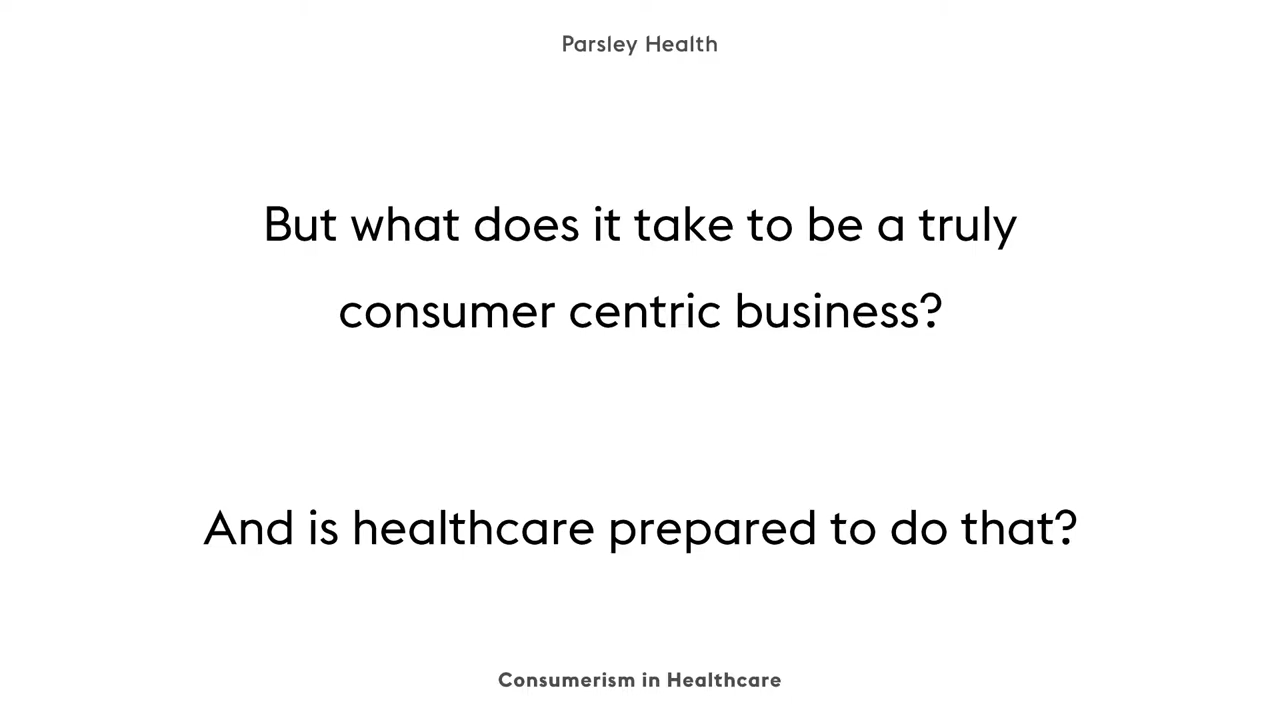 Parsley Health
But what does it take to be a truly
consumer centric business?
And is healthcare prepared to do that?
Consumerism in Healthcare